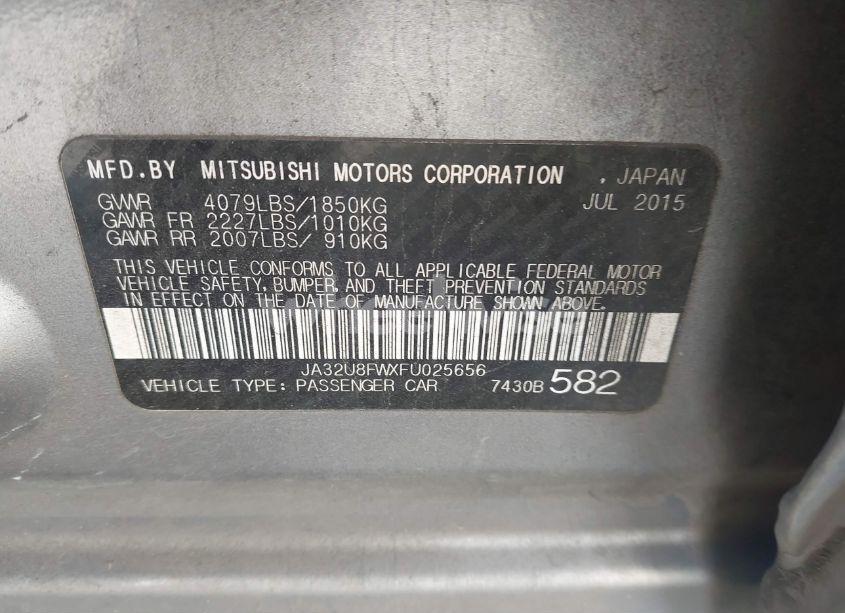 MFD.BY MITSUBISHI MOTORS CORPORATION . JAPAN
GVWR 4079LBS/1850KG JUL 2015
GAWR FR 2227LBS/1010KG
GAWR RR 2007LBS/ 910KG
THIS VEHICLE CONFORMS TO ALL APPLICABLE FEDERAL MOTOR
VEHICLE SAFETY, BUMPER, AND THEFT PREVENTION STANDARDS
IN EFFECT ON THE DATE OF MANUFACTURE SHOWN ABOVE.
JA32U8FWXFU025656
VEHICLE TYPE: PASSENGER CAR 7430B 582